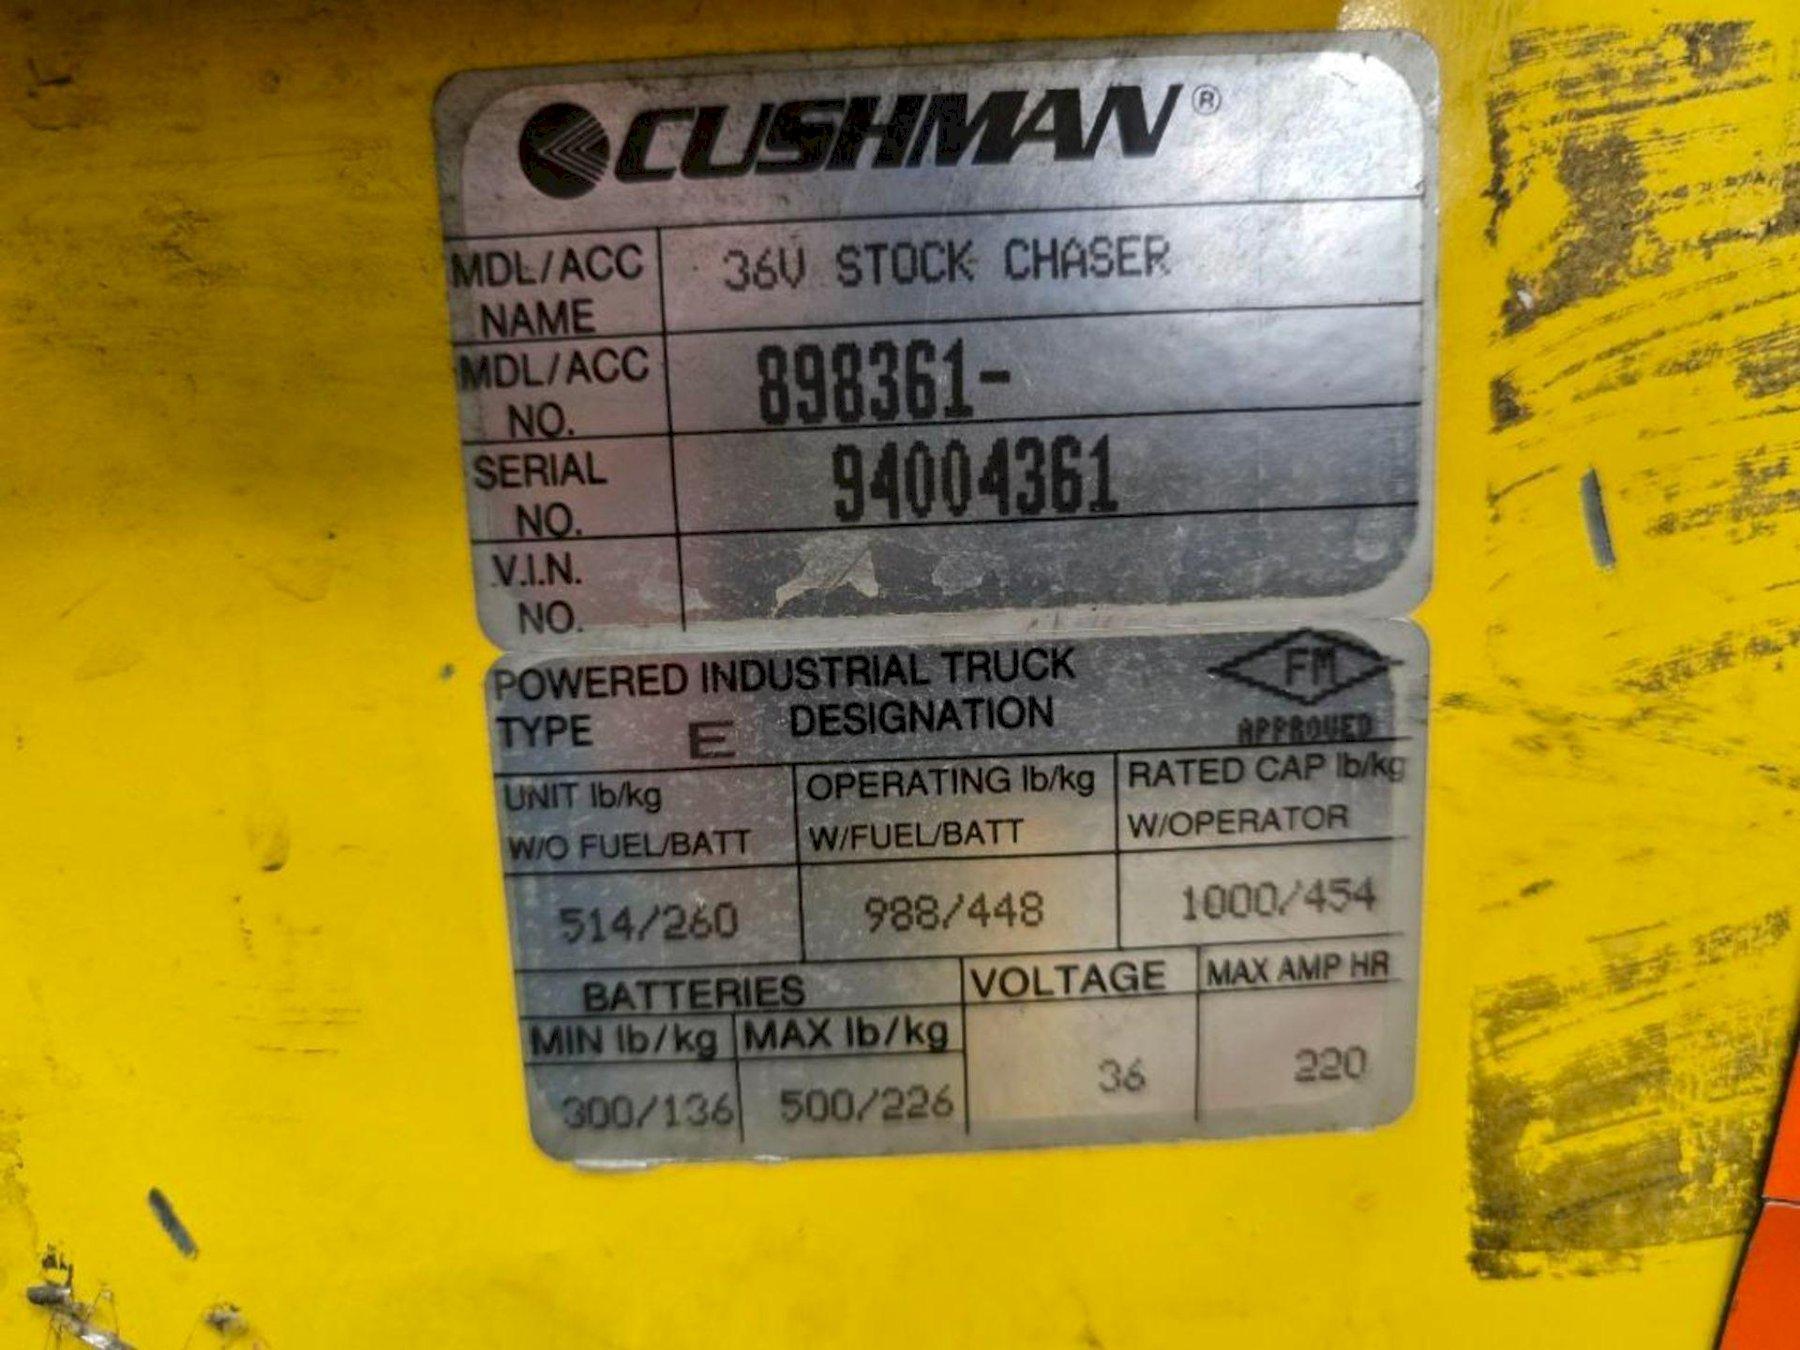 CUSHMAN®
MDL/ACC NAME 36V STOCK CHASER
MDL/ACC NO. 898361-
SERIAL NO. 94004361
V.I.N. NO.
POWERED INDUSTRIAL TRUCK
TYPE E DESIGNATION
FM
APPROVED
UNIT lb/kg
W/O FUEL/BATT
OPERATING lb/kg
W/FUEL/BATT
RATED CAP lb/kg
W/OPERATOR
514/260
988/448
1000/454
BATTERIES
MIN lb/kg
MAX lb/kg
VOLTAGE
MAX AMP HR
300/136
500/226
36
220